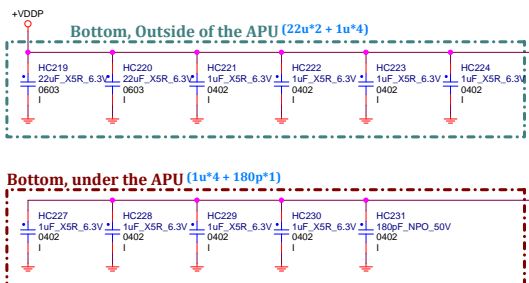 +VDDP
Bottom, Outside of the APU (22u*2 + 1u*4)
HC219 HC220 HC221 HC222 HC223 HC224
22uF_X5R_6.3V 22uF_X5R_6.3V 1uF_X5R_6.3V 1uF_X5R_6.3V 1uF_X5R_6.3V 1uF_X5R_6.3V
0603 0603 0402 0402 0402 0402
I I I I I I
Bottom, under the APU (1u*4 + 180p*1)
HC227 HC228 HC229 HC230 HC231
1uF_X5R_6.3V 1uF_X5R_6.3V 1uF_X5R_6.3V 1uF_X5R_6.3V 180pF_NPO_50V
0402 0402 0402 0402 0402
I I I I I